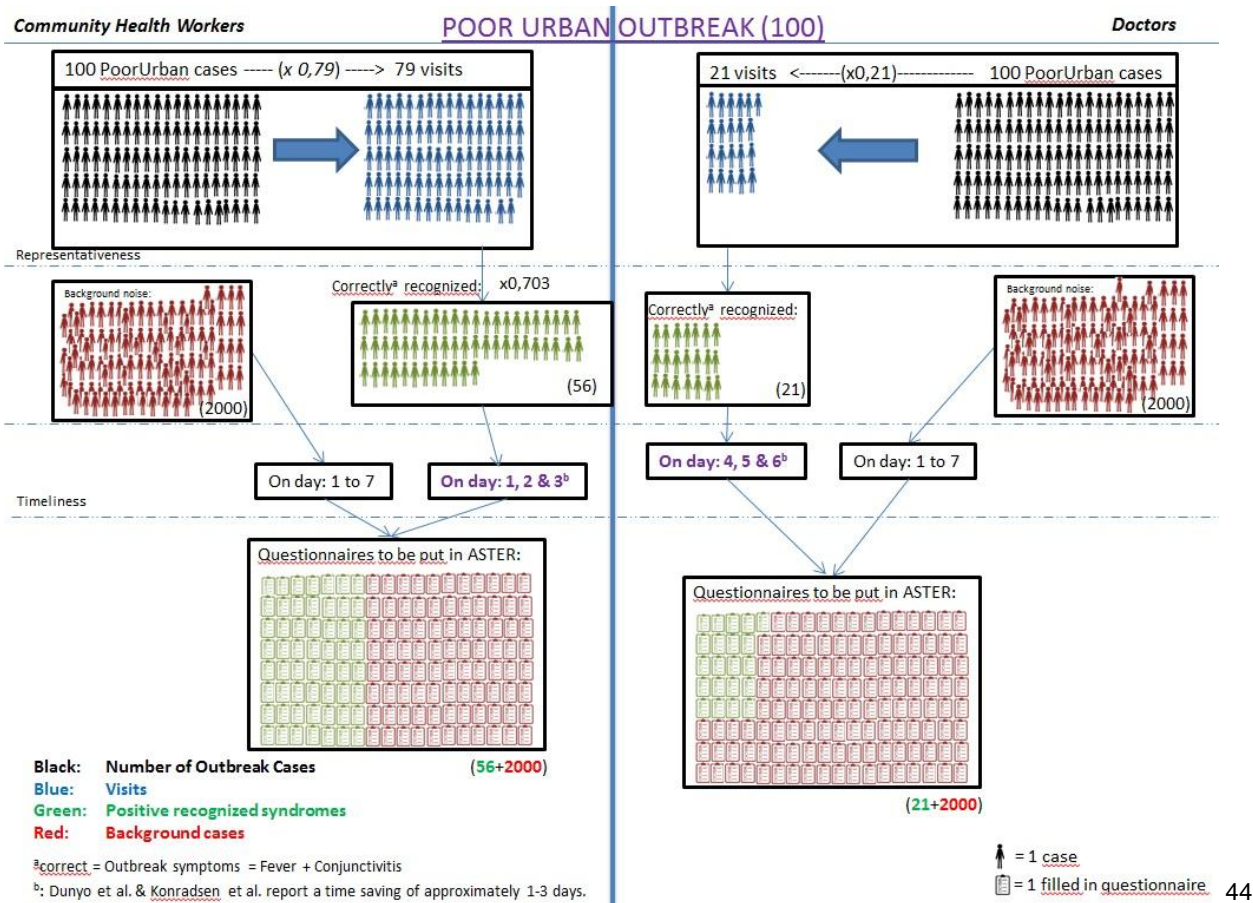 Community Health Workers
POOR URBAN OUTBREAK (100)
Doctors
100 PoorUrban cases ----- (x 0,79) -----> 79 visits
21 visits <-------(x0,21)------------- 100 PoorUrban cases
Representativeness
Background noise:
(2000)
Correctlyᵃ recognized: x0,703
(56)
Correctlyᵃ recognized:
(21)
Background noise:
(2000)
On day: 1 to 7
On day: 1, 2 & 3ᵇ
On day: 4, 5 & 6ᵇ
On day: 1 to 7
Timeliness
Questionnaires to be put in ASTER:
(56+2000)
Questionnaires to be put in ASTER:
(21+2000)
Black: Number of Outbreak Cases
Blue: Visits
Green: Positive recognized syndromes
Red: Background cases
ᵃcorrect = Outbreak symptoms = Fever + Conjunctivitis
ᵇ: Dunyo et al. & Konradsen et al. report a time saving of approximately 1-3 days.
= 1 case
= 1 filled in questionnaire
44